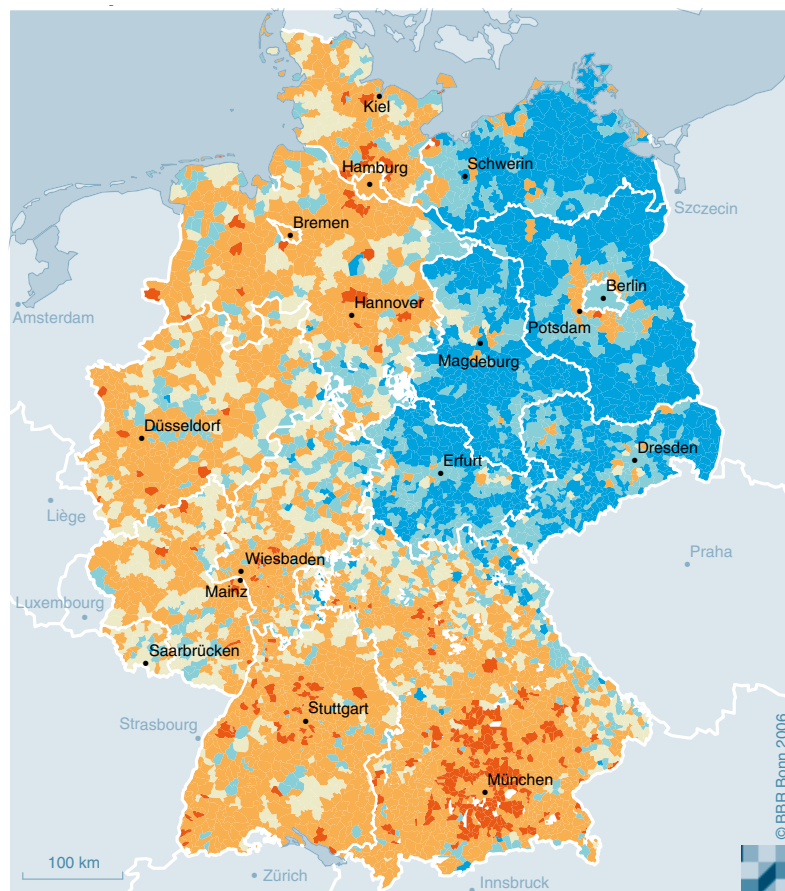 Kiel
Hamburg
Schwerin
Szczecin
Bremen
Berlin
Amsterdam
Hannover
Potsdam
Magdeburg
Düsseldorf
Dresden
Erfurt
Liège
Wiesbaden
Praha
Mainz
Luxembourg
Saarbrücken
Stuttgart
Strasbourg
München
© BBR Bonn 2006
100 km
Zürich
Innsbruck